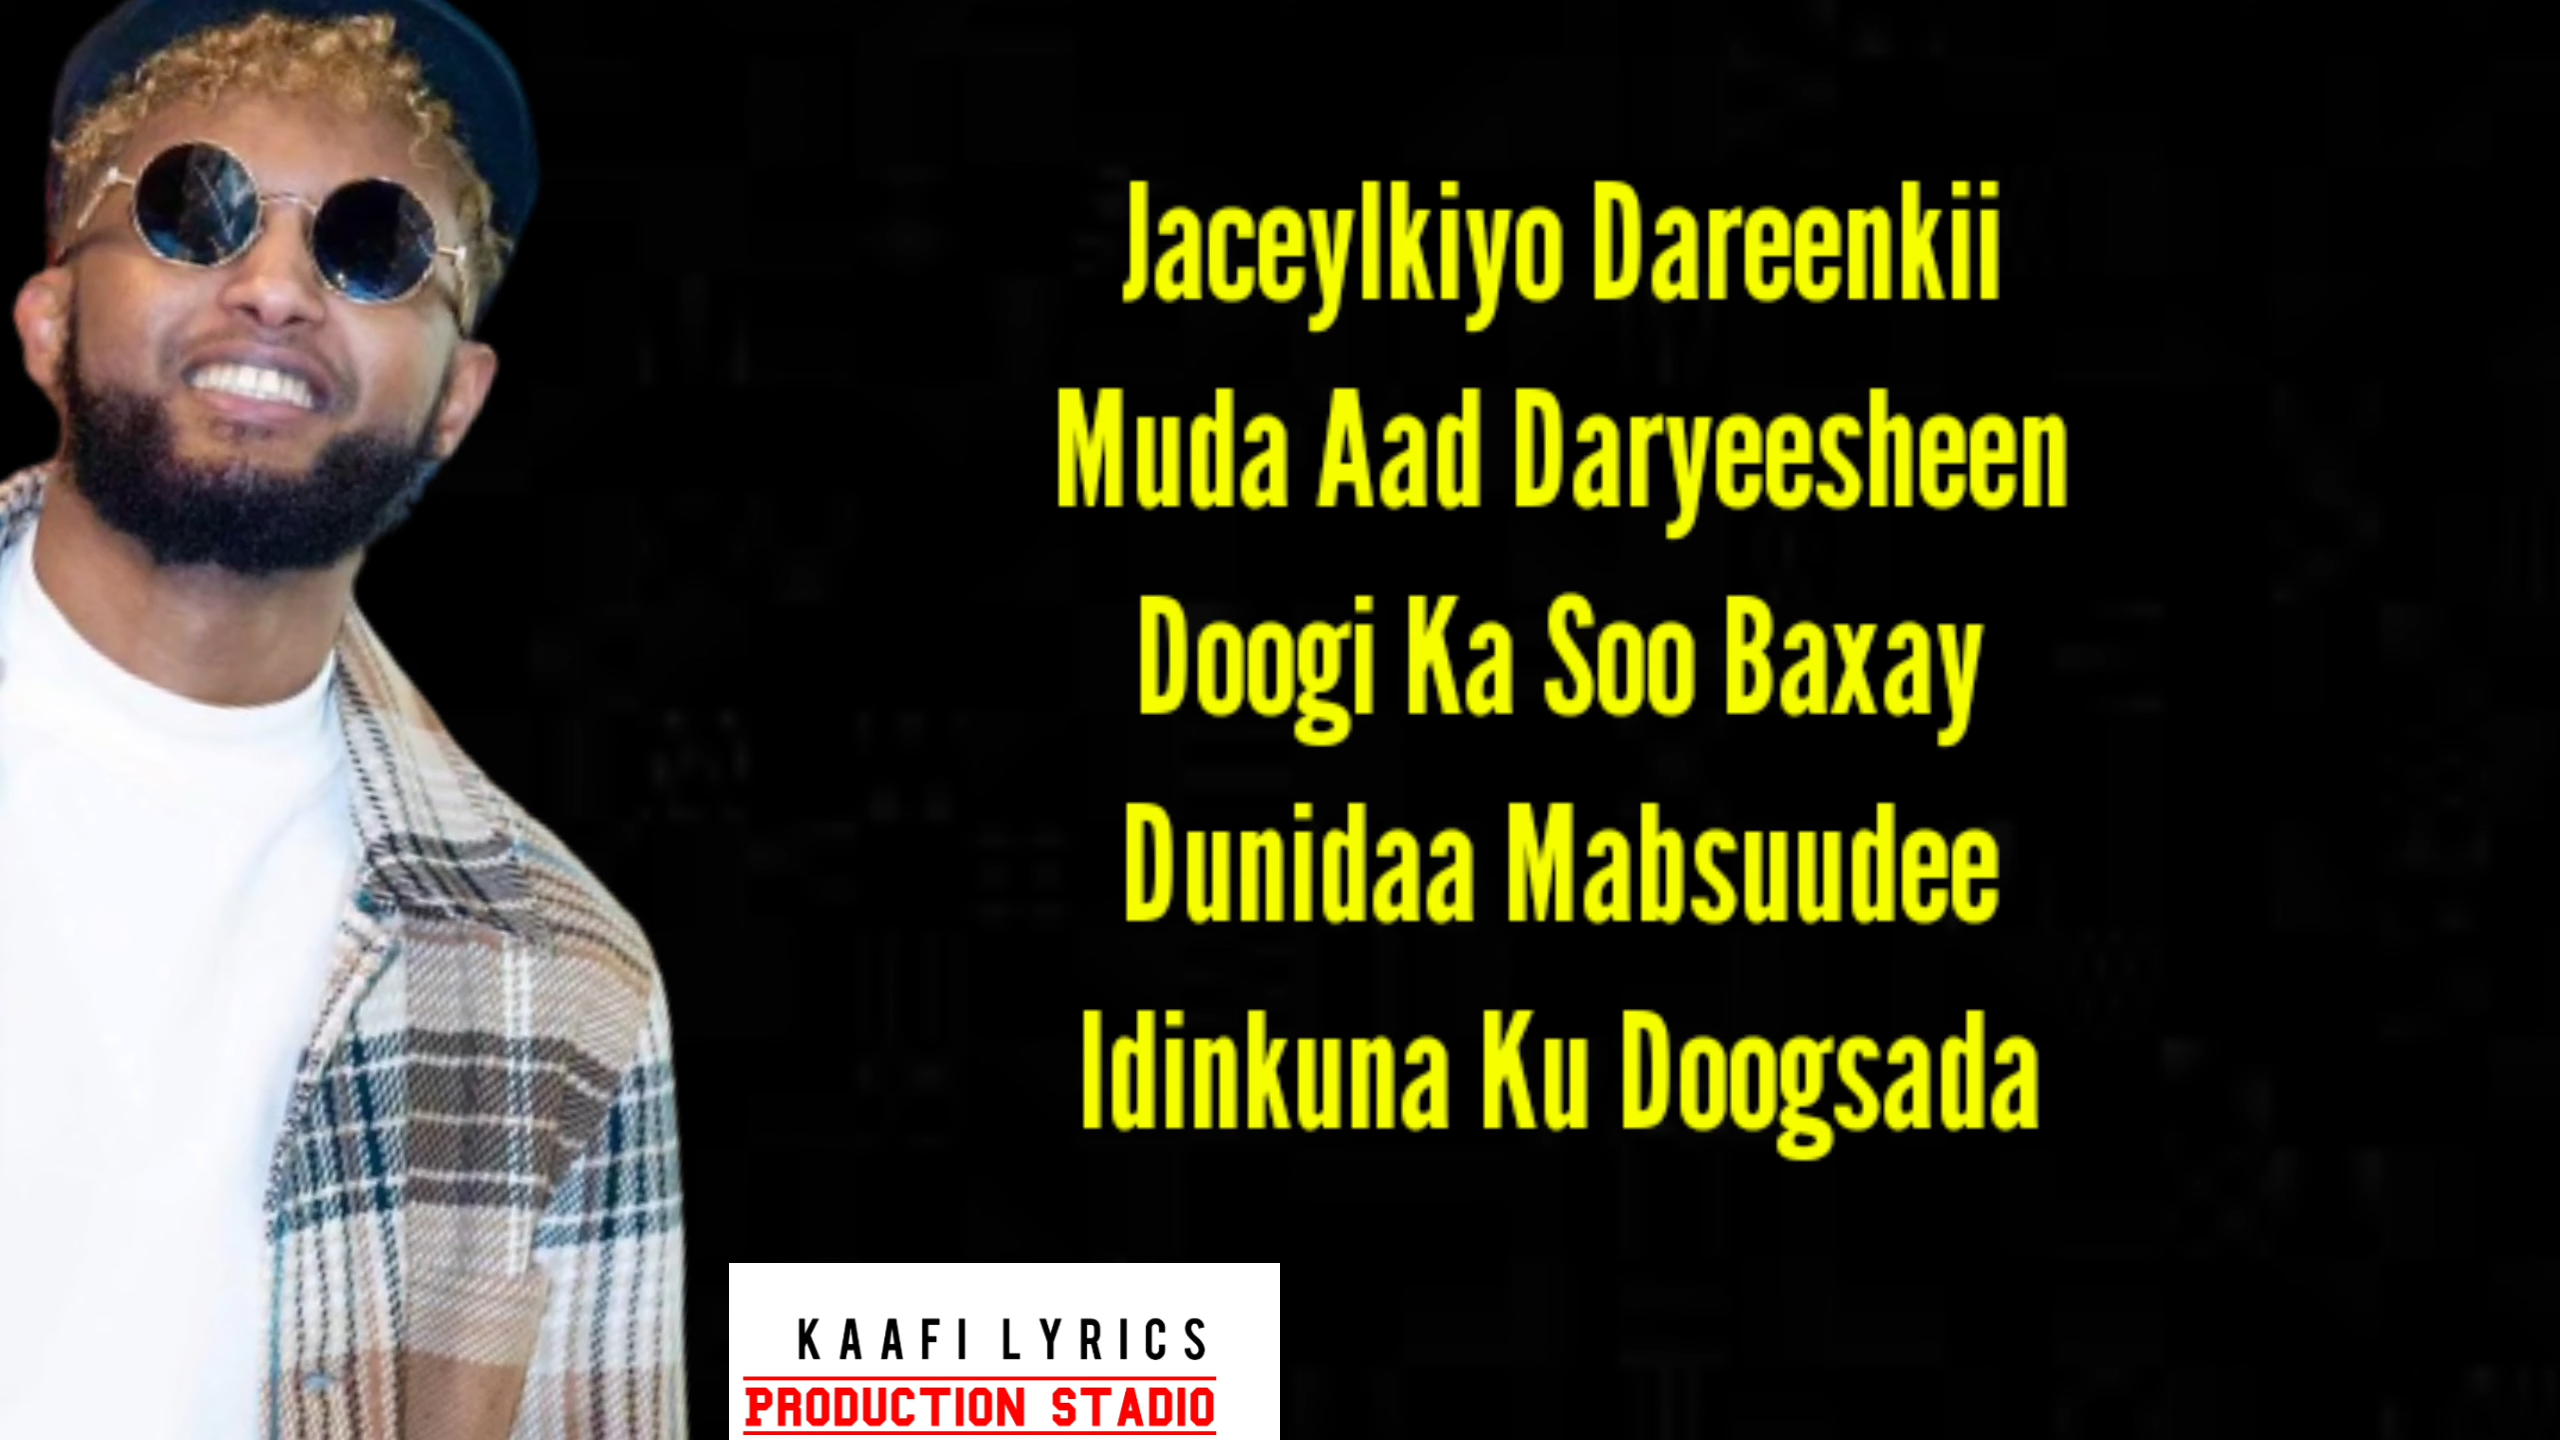 Jaceylkiyo Dareenkii
Muda Aad Daryeesheen
Doogi Ka Soo Baxay
Dunidaa Mabsuudee
Idinkuna Ku Doogsada
KAAFI LYRICS
PRODUCTION STADIO